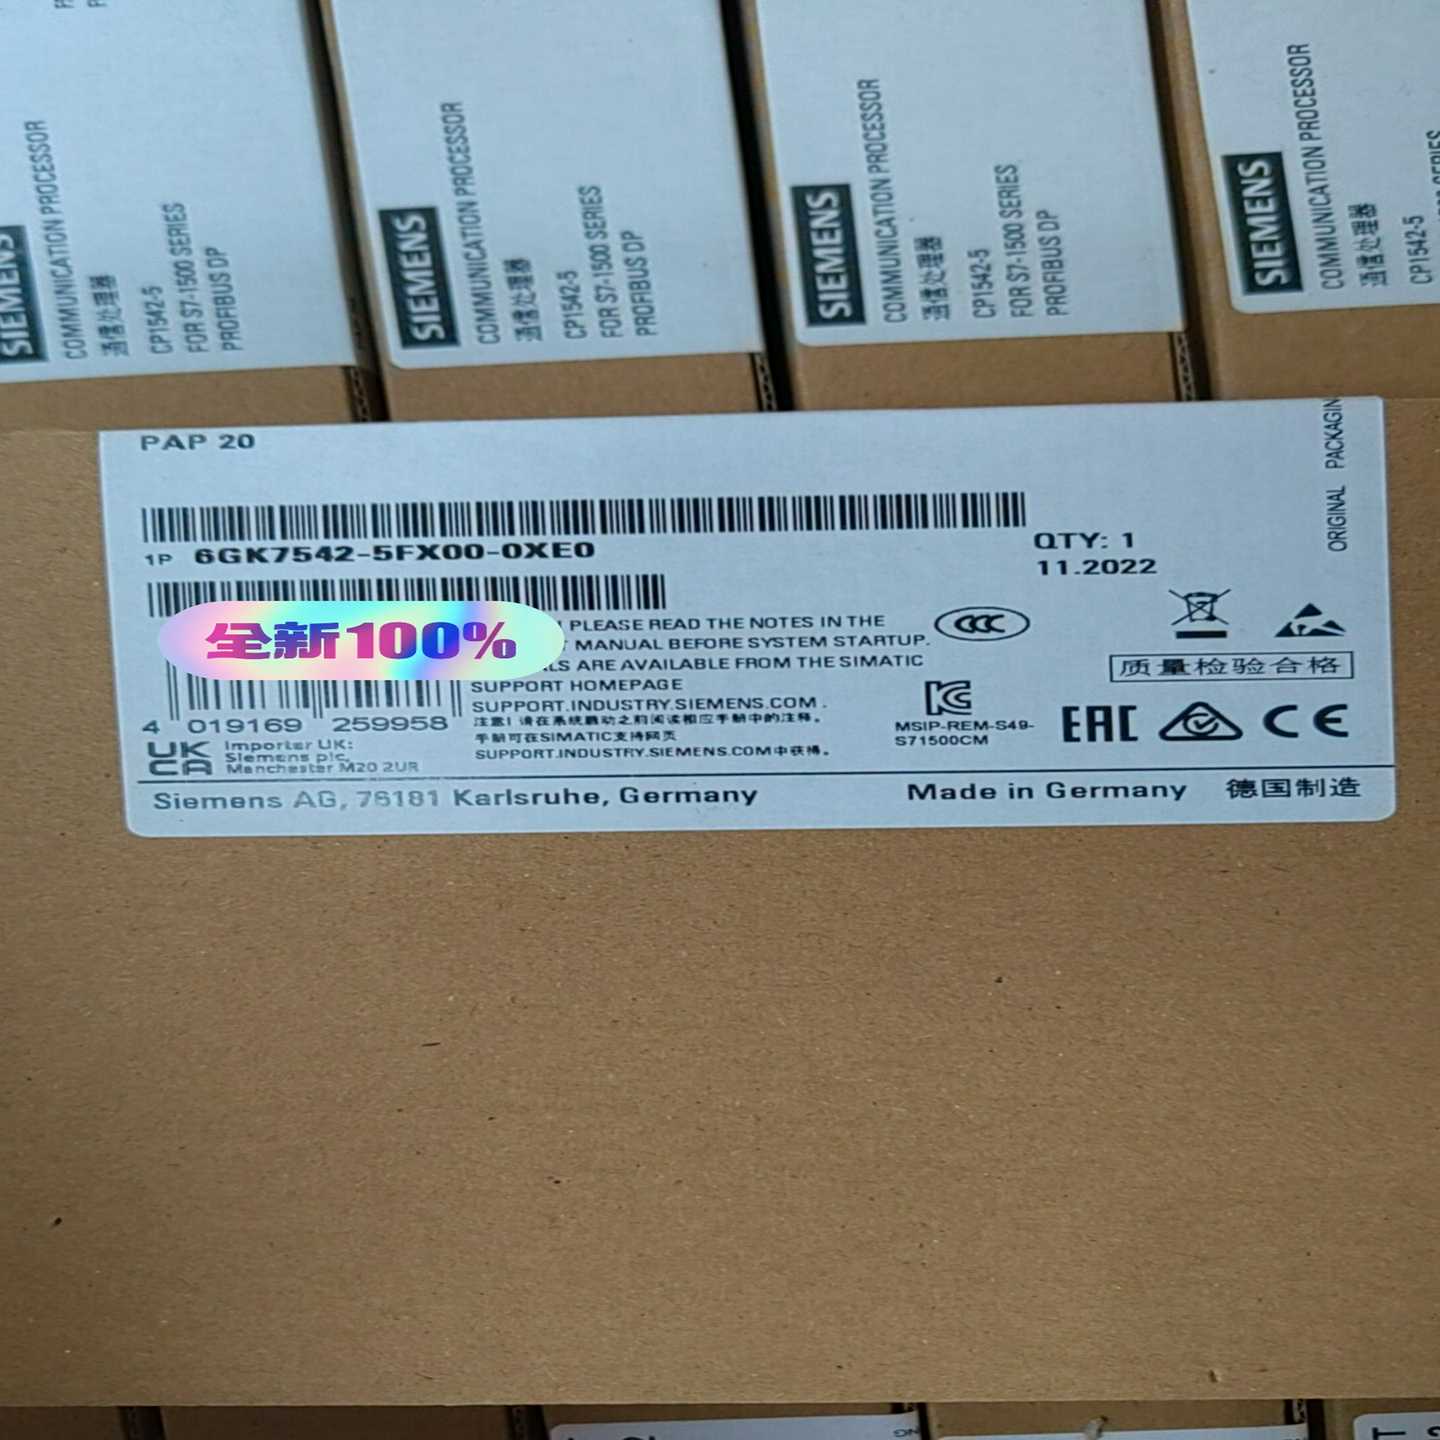 SIEMENS
COMMUNICATION PROCESSOR
通信处理器
CP1542-5
FOR S7-1500 SERIES
PROFIBUS DP
SIEMENS
COMMUNICATION PROCESSOR
通信处理器
CP1542-5
FOR S7-1500 SERIES
PROFIBUS DP
SIEMENS
COMMUNICATION PROCESSOR
通信处理器
CP1542-5
FOR S7-1500 SERIES
PROFIBUS DP
SIEMENS
COMMUNICATION PROCESSOR
通信处理器
CP1542-5
SERIES
PAP 20
ORIGINAL PACKAGIN
1P 6GK7542-5FX00-0XE0
QTY: 1
11.2022
全新100%
PLEASE READ THE NOTES IN THE
MANUAL BEFORE SYSTEM STARTUP.
ARE AVAILABLE FROM THE SIMATIC
SUPPORT HOMEPAGE
SUPPORT.INDUSTRY.SIEMENS.COM.
注意! 请在系统启动之前阅读相应手册中的注释。
手册可在SIMATIC支持网页
SUPPORT.INDUSTRY.SIEMENS.COM中获得。
CCC
质量检验合格
MSIP-REM-S49-
S71500CM
EAC
CE
4 019169 259958
UK
CA
Importer UK:
Siemens plc,
Manchester M20 2UR
Siemens AG, 76181 Karlsruhe, Germany
Made in Germany 德国制造